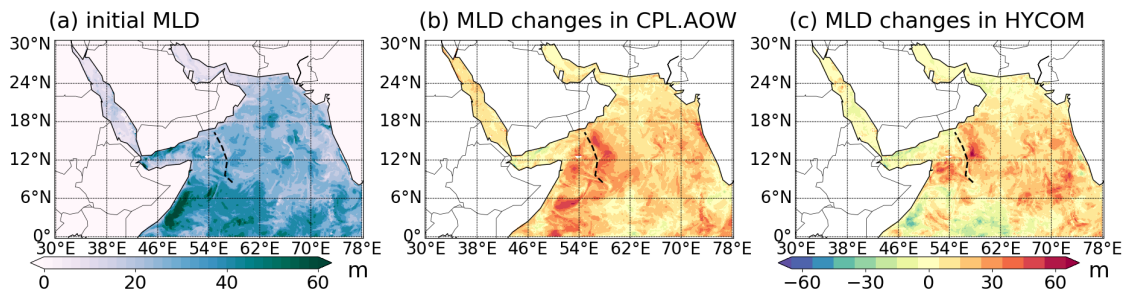 (a) initial MLD
(b) MLD changes in CPL.AOW
(c) MLD changes in HYCOM
30°N
24°N
18°N
12°N
6°N
0°
30°E 38°E 46°E 54°E 62°E 70°E 78°E
0 20 40 60 m
30°N
24°N
18°N
12°N
6°N
0°
30°E 38°E 46°E 54°E 62°E 70°E 78°E
30°N
24°N
18°N
12°N
6°N
0°
30°E 38°E 46°E 54°E 62°E 70°E 78°E
−60 −30 0 30 60 m